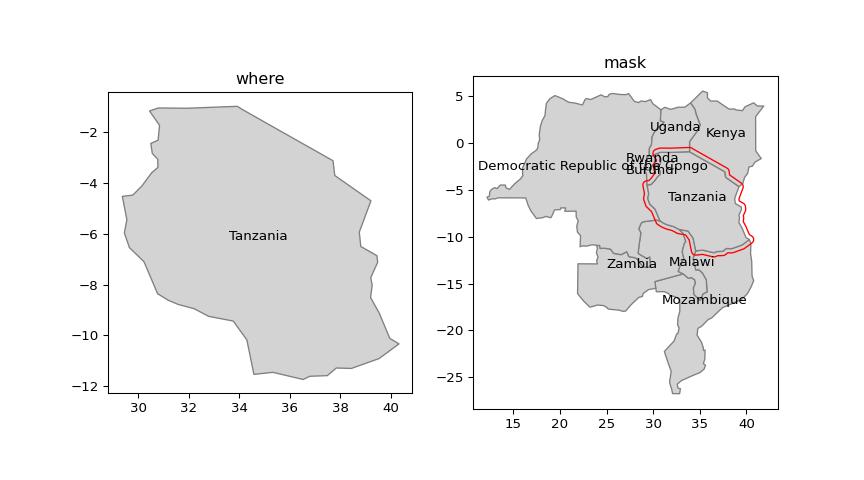 where
−2
−4
−6
−8
−10
−12
30
32
34
36
38
40
Tanzania
mask
5
0
−5
−10
−15
−20
−25
15
20
25
30
35
40
Uganda
Kenya
Rwanda
Democratic Republic of the Congo
Burundi
Tanzania
Zambia
Malawi
Mozambique